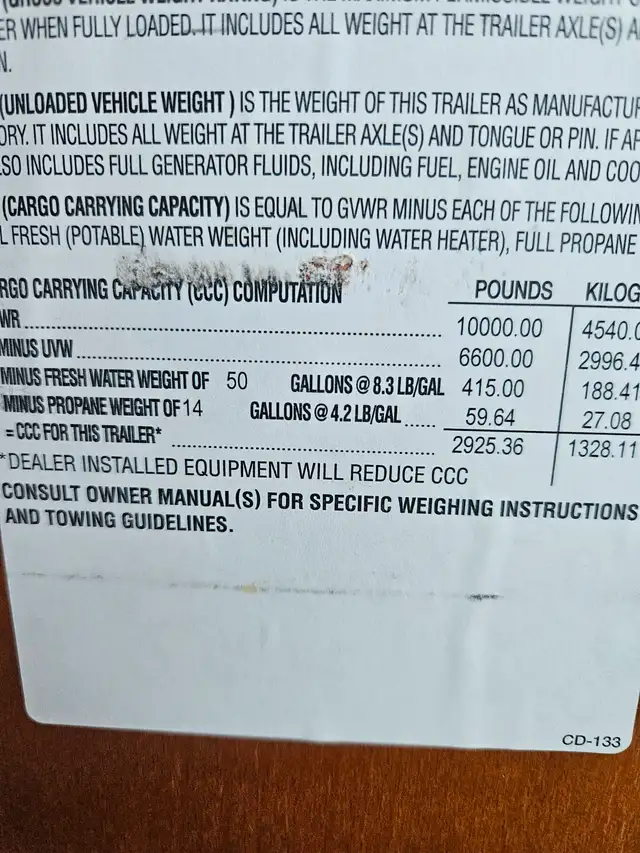 ER WHEN FULLY LOADED. IT INCLUDES ALL WEIGHT AT THE TRAILER AXLE(S) A
N.
(UNLOADED VEHICLE WEIGHT ) IS THE WEIGHT OF THIS TRAILER AS MANUFACTUR
ORY. IT INCLUDES ALL WEIGHT AT THE TRAILER AXLE(S) AND TONGUE OR PIN. IF AP
LSO INCLUDES FULL GENERATOR FLUIDS, INCLUDING FUEL, ENGINE OIL AND COO
(CARGO CARRYING CAPACITY) IS EQUAL TO GVWR MINUS EACH OF THE FOLLOWIN
L FRESH (POTABLE) WATER WEIGHT (INCLUDING WATER HEATER), FULL PROPANE
RGO CARRYING CAPACITY (CCC) COMPUTATION POUNDS KILOG
WR 10000.00 4540.0
MINUS UVW 6600.00 2996.4
MINUS FRESH WATER WEIGHT OF 50 GALLONS @ 8.3 LB/GAL 415.00 188.41
MINUS PROPANE WEIGHT OF 14 GALLONS @ 4.2 LB/GAL 59.64 27.08
= CCC FOR THIS TRAILER* 2925.36 1328.11
*DEALER INSTALLED EQUIPMENT WILL REDUCE CCC
CONSULT OWNER MANUAL(S) FOR SPECIFIC WEIGHING INSTRUCTIONS
AND TOWING GUIDELINES.
CD-133